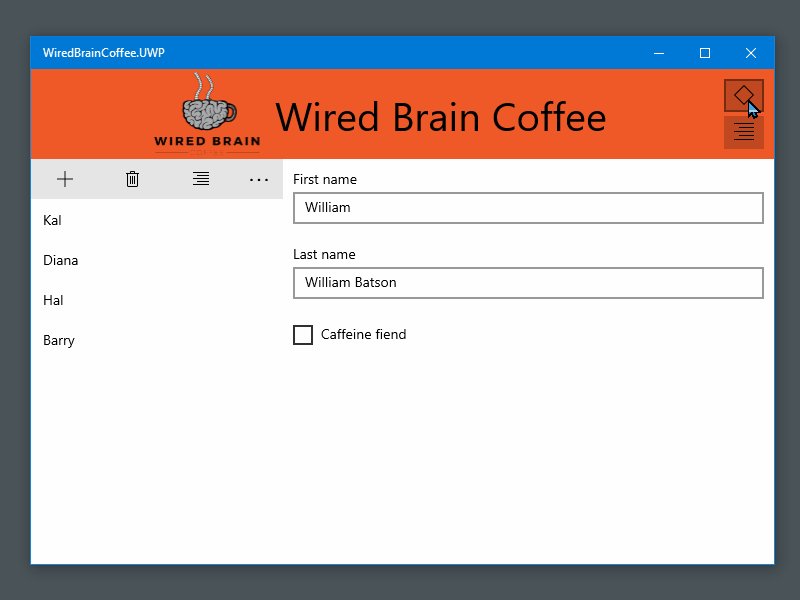 WiredBrainCoffee.UWP
WIRED BRAIN
Wired Brain Coffee
First name
William
Kal
Last name
Diana
William Batson
Hal
Caffeine fiend
Barry